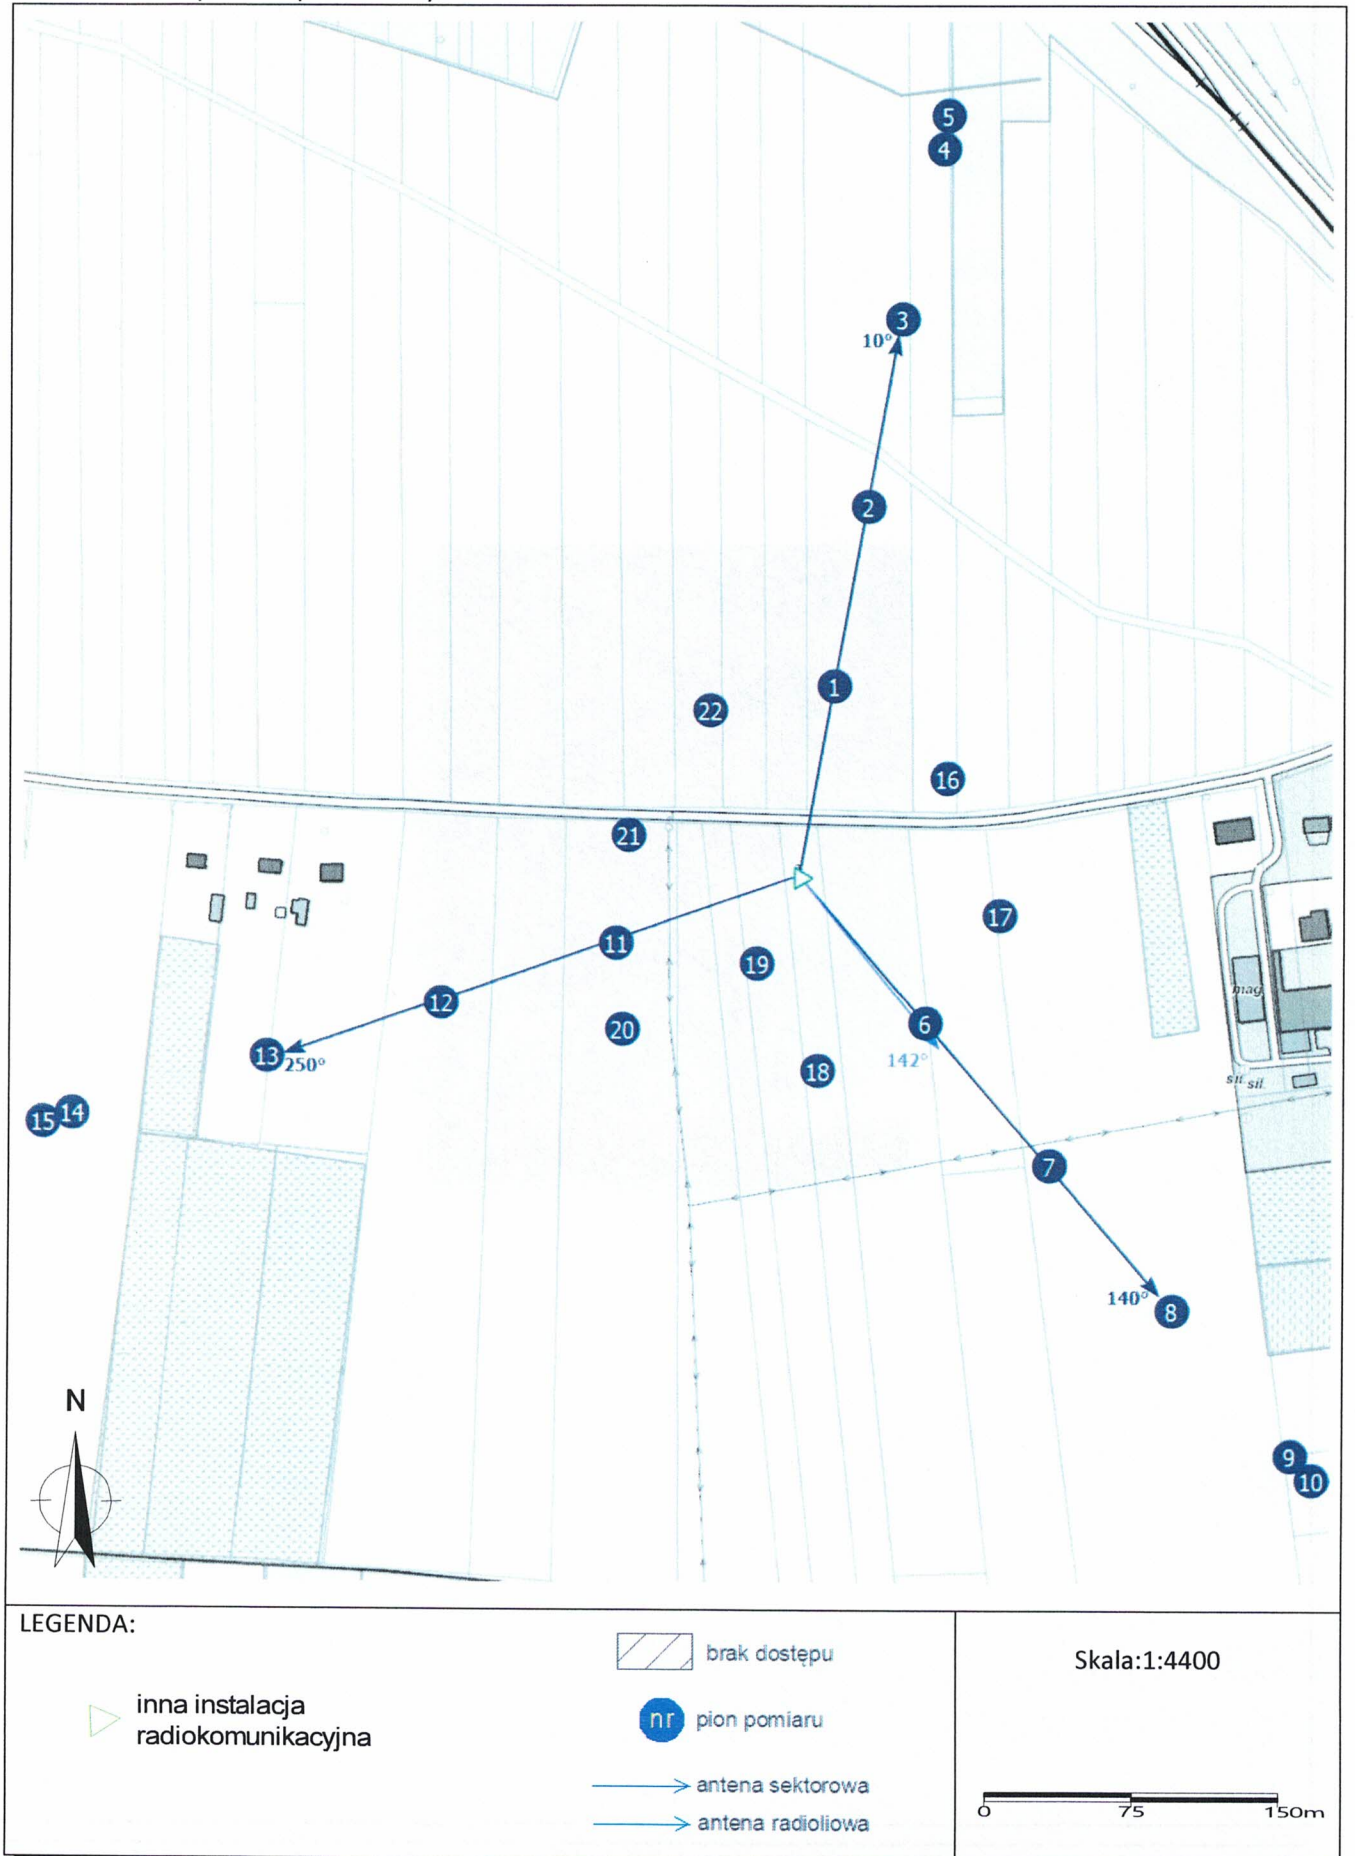 5
4
3
10°
2
1
22
16
21
17
11
19
12
6
20
142°
13
250°
18
mag.
sil. sil.
15 14
7
140°
8
9
10
N
LEGENDA:
inna instalacja
radiokomunikacyjna
brak dostępu
nr pion pomiaru
antena sektorowa
antena radioliowa
Skala:1:4400
0 75 150m